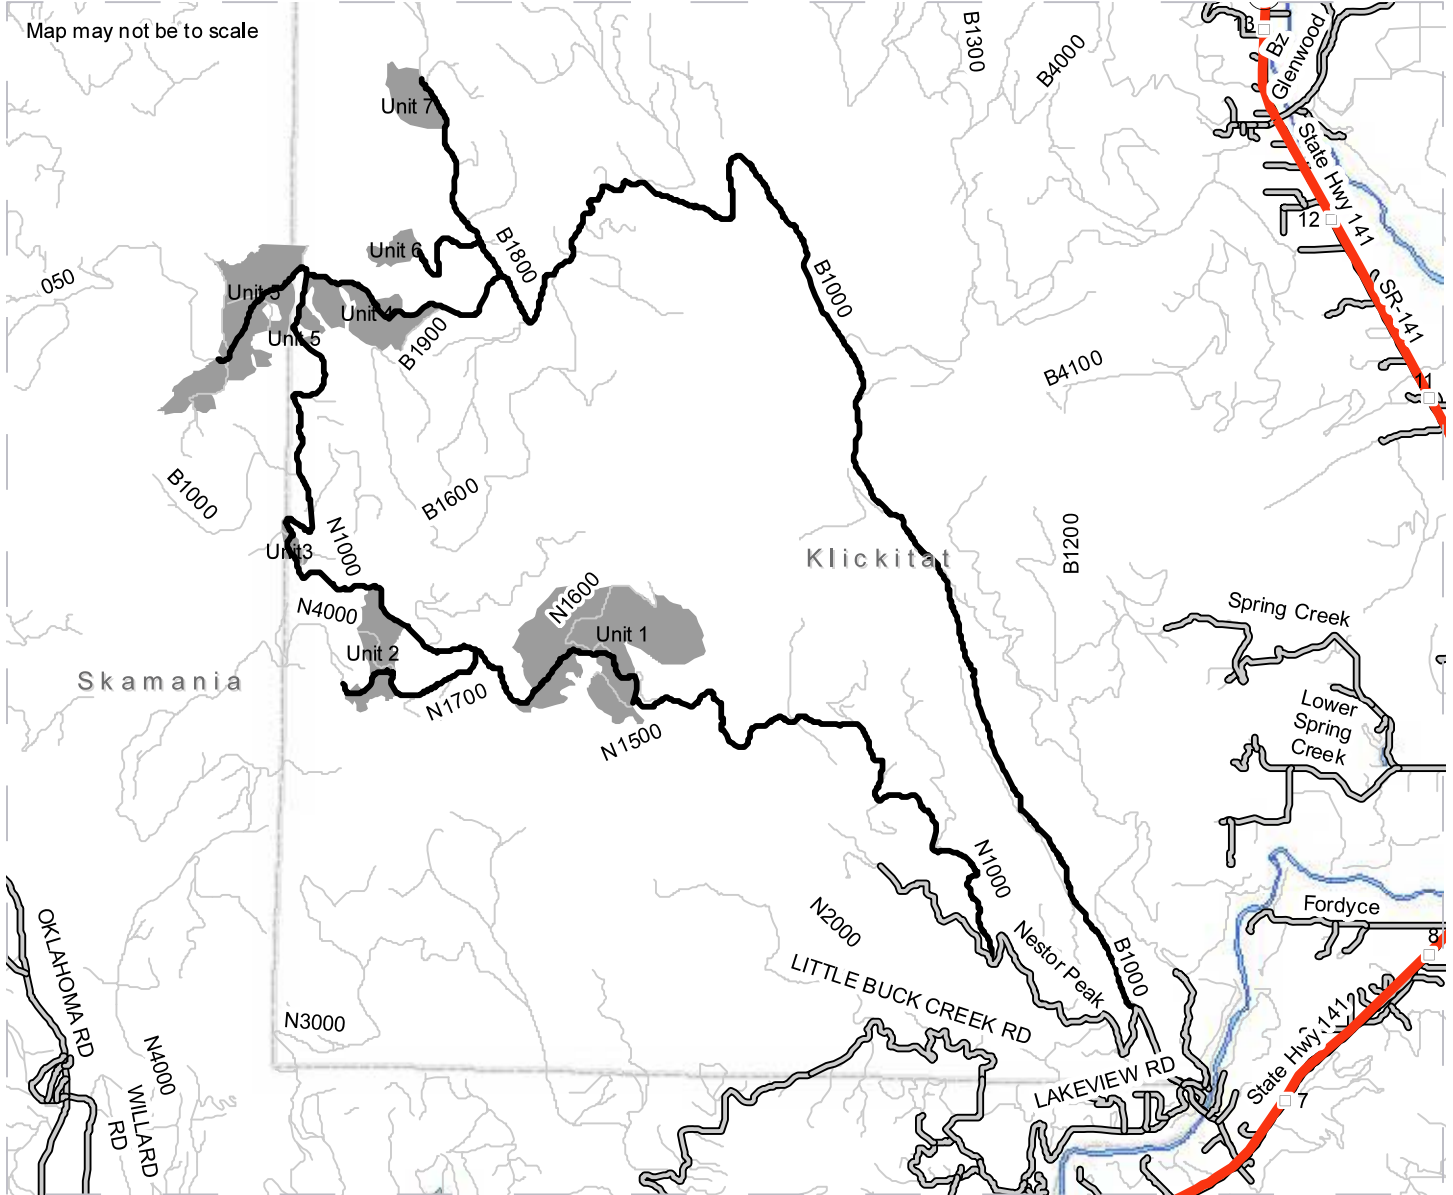 Map may not be to scale
13
Bz
Glenwood
B1300
B4000
Unit 7
State Hwy 141
12
Unit 6
B1800
050
Unit 5
Unit 4
B1000
SR-141
Unit 5
B1900
B4100
11
B1000
B1600
N1000
B1200
Unit3
Klickitat
N4000
N1600
Spring Creek
Unit 1
Unit 2
Skamania
N1700
Lower
Spring
Creek
N1500
N1000
Fordyce
N2000
8
OKLAHOMA RD
Nestor Peak
B1000
LITTLE BUCK CREEK RD
N3000
State Hwy 141
N4000
LAKEVIEW RD
7
WILLARD
RD